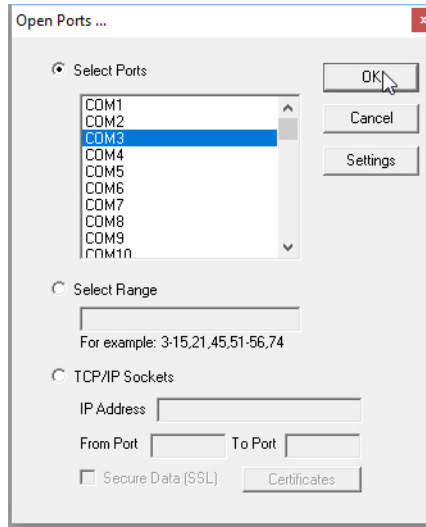 Open Ports ...
x
Select Ports
OK
COM1
COM2
COM3
COM4
COM5
COM6
COM7
COM8
COM9
COM10
Cancel
Settings
Select Range
For example: 3-15,21,45,51-56,74
TCP/IP Sockets
IP Address
From Port To Port
Secure Data (SSL) Certificates